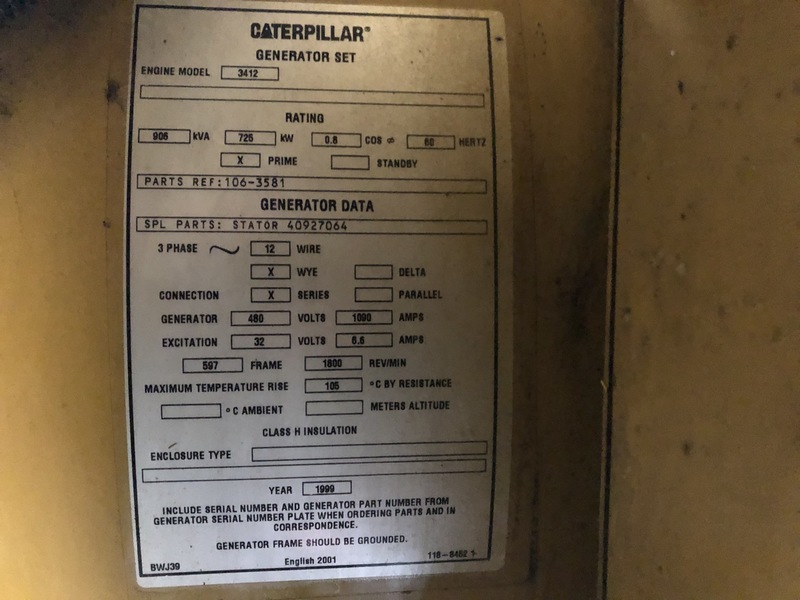 CATERPILLAR®
GENERATOR SET
ENGINE MODEL 3412
RATING
906 kVA 725 kW 0.8 COS ⌀ 60 HERTZ
X PRIME STANDBY
PARTS REF:106-3581
GENERATOR DATA
SPL PARTS: STATOR 40927064
3 PHASE 12 WIRE
X WYE DELTA
CONNECTION X SERIES PARALLEL
GENERATOR 480 VOLTS 1090 AMPS
EXCITATION 32 VOLTS 6.6 AMPS
597 FRAME 1800 REV/MIN
MAXIMUM TEMPERATURE RISE 105 °C BY RESISTANCE
°C AMBIENT METERS ALTITUDE
CLASS H INSULATION
ENCLOSURE TYPE
YEAR 1999
INCLUDE SERIAL NUMBER AND GENERATOR PART NUMBER FROM
GENERATOR SERIAL NUMBER PLATE WHEN ORDERING PARTS AND IN
CORRESPONDENCE.
GENERATOR FRAME SHOULD BE GROUNDED.
BWJ39 English 2001